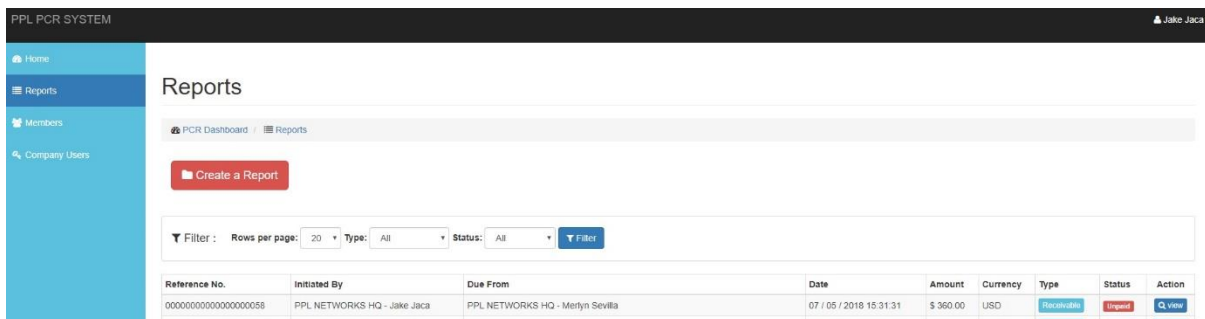 PPL PCR SYSTEM
Jake Jaca
Home
Reports
Members
Company Users
Reports
PCR Dashboard / Reports
Create a Report
Filter : Rows per page: 20 Type: All Status: All Filter
Reference No. Initiated By Due From Date Amount Currency Type Status Action
00000000000000000058 PPL NETWORKS HQ - Jake Jaca PPL NETWORKS HQ - Merlyn Sevilla 07 / 05 / 2018 15:31:31 $ 360.00 USD Receivable Unpaid view